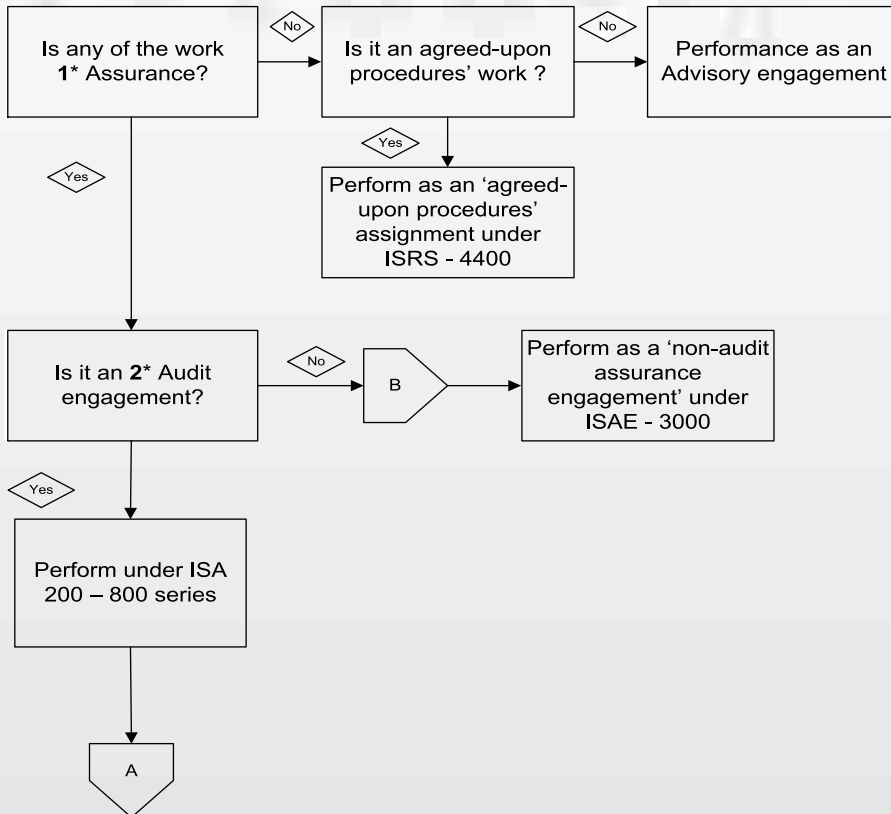 Is any of the work
1* Assurance?
No
Is it an agreed-upon
procedures’ work ?
No
Performance as an
Advisory engagement
Yes
Yes
Perform as an ‘agreed-
upon procedures’
assignment under
ISRS - 4400
Is it an 2* Audit
engagement?
No
B
Perform as a ‘non-audit
assurance
engagement’ under
ISAE - 3000
Yes
Perform under ISA
200 – 800 series
A